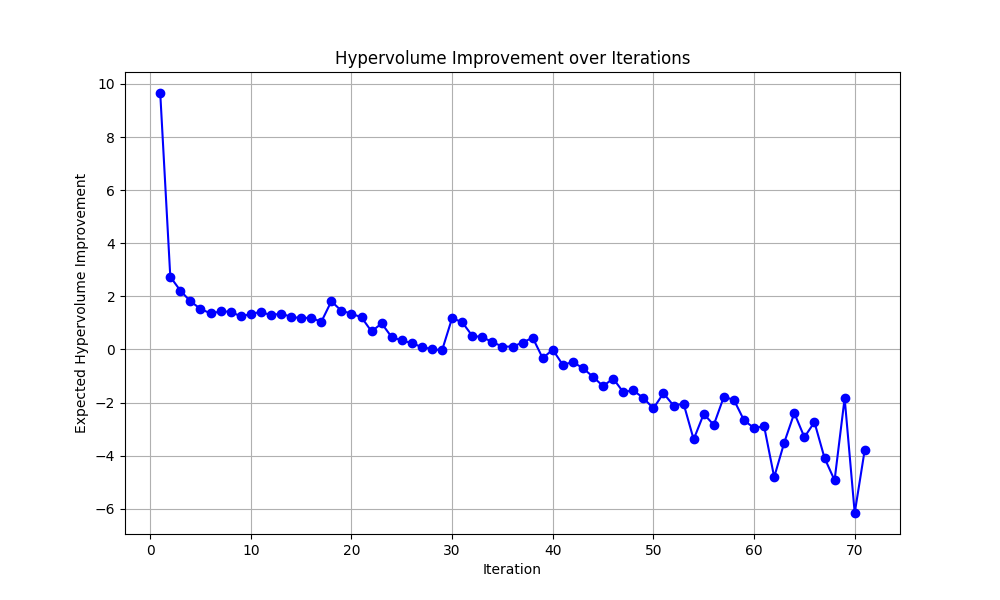 Hypervolume Improvement over Iterations
Expected Hypervolume Improvement
10
8
6
4
2
0
−2
−4
−6
0 10 20 30 40 50 60 70
Iteration